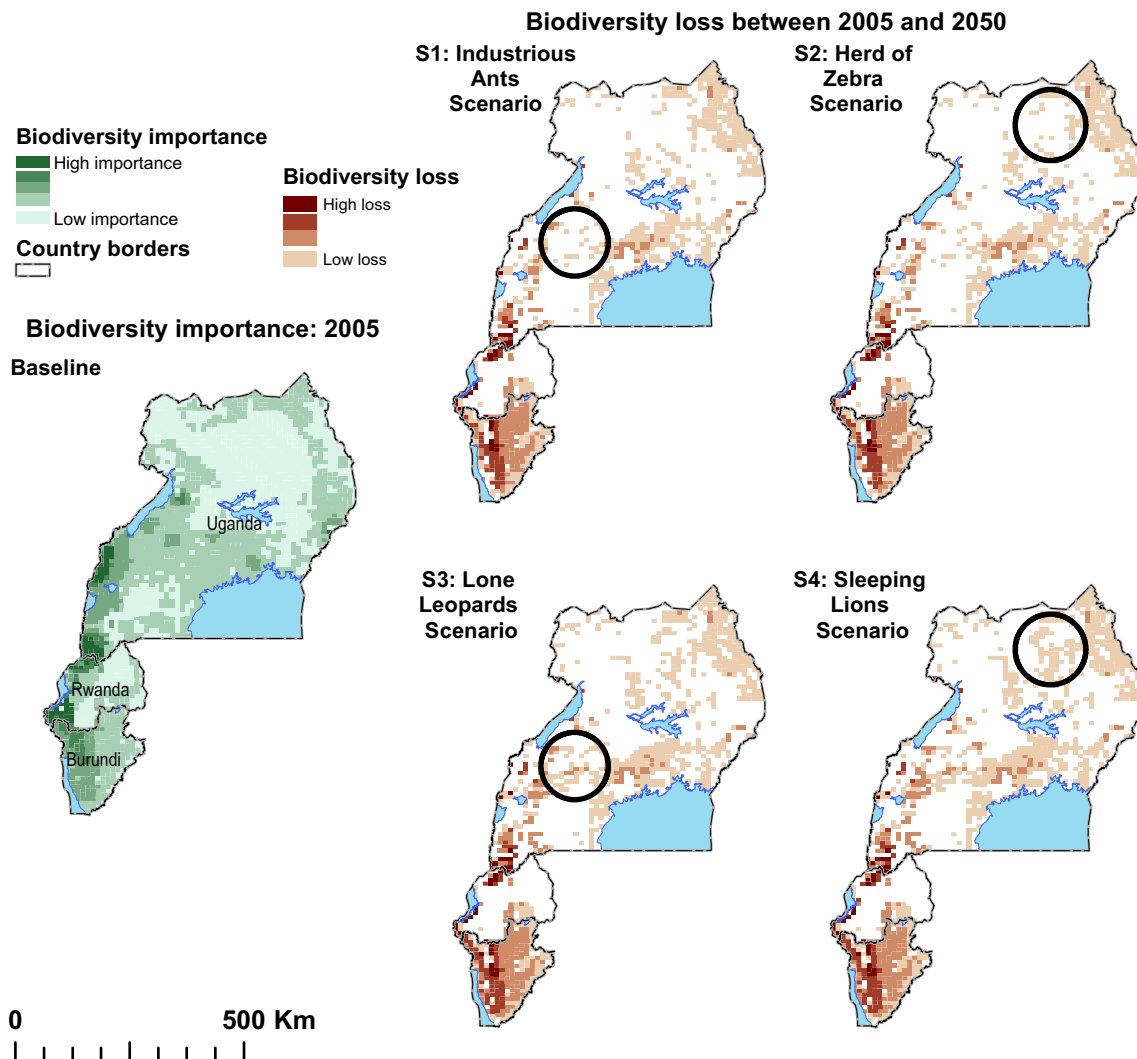 Biodiversity loss between 2005 and 2050
S1: Industrious
Ants
Scenario
S2: Herd of
Zebra
Scenario
Biodiversity importance
High importance
Low importance
Country borders
Biodiversity loss
High loss
Low loss
Biodiversity importance: 2005
Baseline
Uganda
Rwanda
Burundi
S3: Lone
Leopards
Scenario
S4: Sleeping
Lions
Scenario
0 500 Km